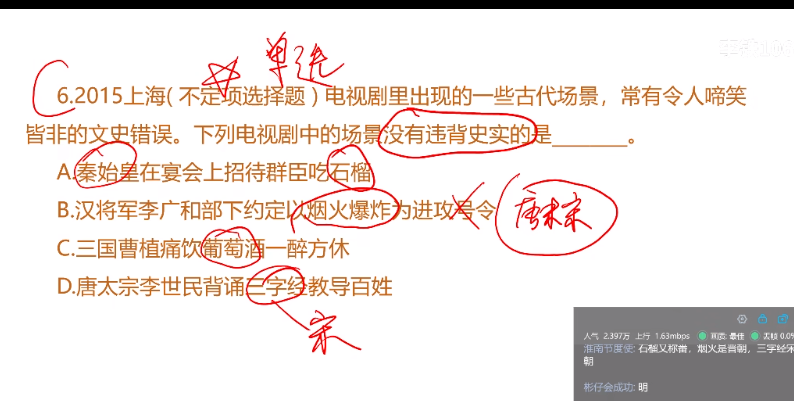 单选
6.2015上海(不定项选择题)电视剧里出现的一些古代场景，常有令人啼笑
皆非的文史错误。下列电视剧中的场景没有违背史实的是________。
A.秦始皇在宴会上招待群臣吃石榴
B.汉将军李广和部下约定以烟火爆炸为进攻号令
唐末宋
C.三国曹植痛饮葡萄酒一醉方休
D.唐太宗李世民背诵三字经教导百姓
宋
人气 2.397万 上行 1.63mbps 画质 最佳 丢帧 0.0%
淮南节度使: 石榴又称番，烟火是晋朝，三字经宋
朝
彬仔会成功: 明